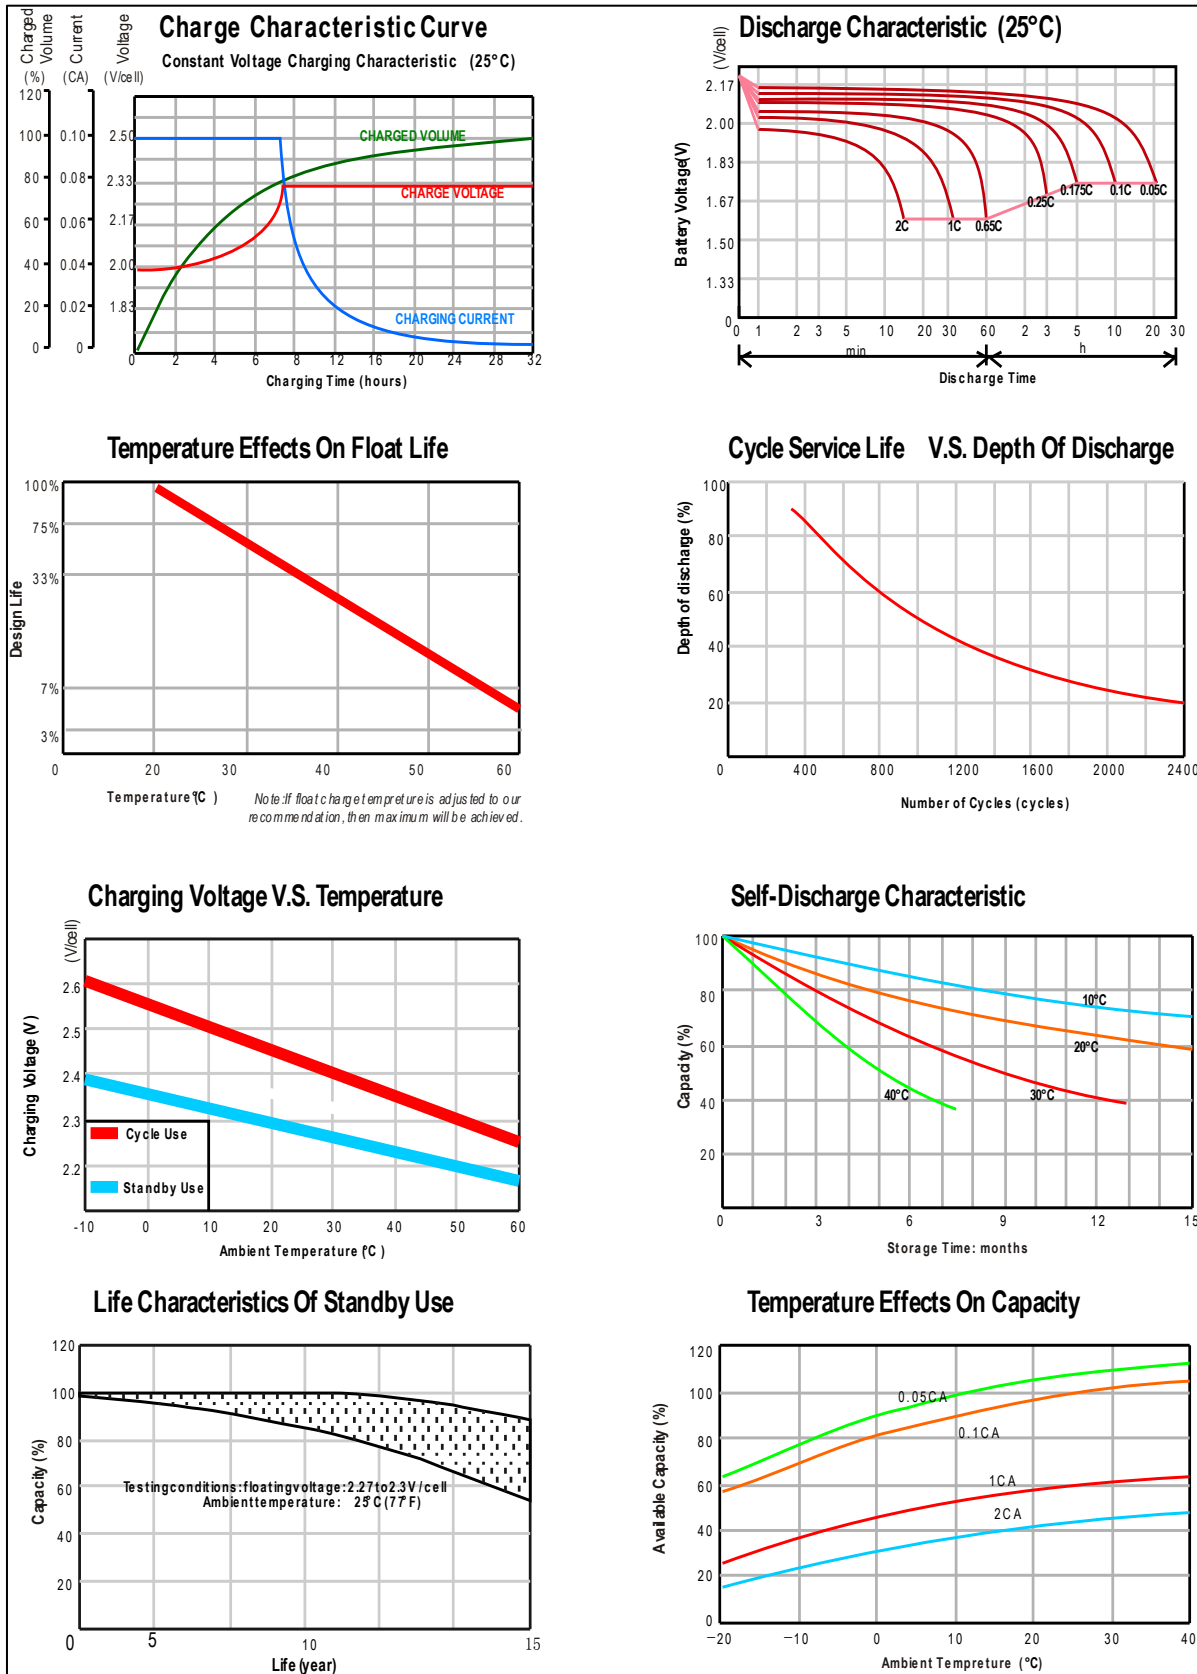 Charge Characteristic Curve
Constant Voltage Charging Characteristic (25°C)
Charged Volume
Current
Voltage
(%) (CA) (V/cell)
120
100 0.10 2.50
80 0.08 2.33
60 0.06 2.17
40 0.04 2.00
20 0.02 1.83
0 0
CHARGED VOLUME
CHARGE VOLTAGE
CHARGING CURRENT
0 2 4 6 8 12 16 20 24 28 32
Charging Time (hours)
Discharge Characteristic (25°C)
(V/cell)
Battery Voltage(V)
2.17
2.00
1.83
1.67
1.50
1.33
0
2C 1C 0.65C 0.25C 0.175C 0.1C 0.05C
0 1 2 3 5 10 20 30 60 2 3 5 10 20 30
min h
Discharge Time
Temperature Effects On Float Life
Design Life
100%
75%
33%
7%
3%
0 20 30 40 50 60
Temperature(°C )
Note:If float charge tempreture is adjusted to our
recommendation, then maximum will be achieved.
Cycle Service Life V.S. Depth Of Discharge
Depth of discharge (%)
100
80
60
40
20
0
400 800 1200 1600 2000 2400
Number of Cycles (cycles)
Charging Voltage V.S. Temperature
(V/cell)
Charging Voltage (V)
2.6
2.5
2.4
2.3
2.2
Cycle Use
Standby Use
-10 0 10 20 30 40 50 60
Ambient Temperature (°C )
Self-Discharge Characteristic
Capacity (%)
100
80
60
40
20
10°C
20°C
30°C
40°C
0 3 6 9 12 15
Storage Time: months
Life Characteristics Of Standby Use
Capacity (%)
120
100
80
60
40
20
Testing conditions: floating voltage: 2.27 to 2.3V/cell
Ambient temperature: 25°C (77°F)
0 5 10 15
Life (year)
Temperature Effects On Capacity
Available Capacity (%)
120
100
80
60
40
20
0
0.05CA
0.1CA
1CA
2CA
−20 −10 0 10 20 30 40
Ambient Tempreture (°C)